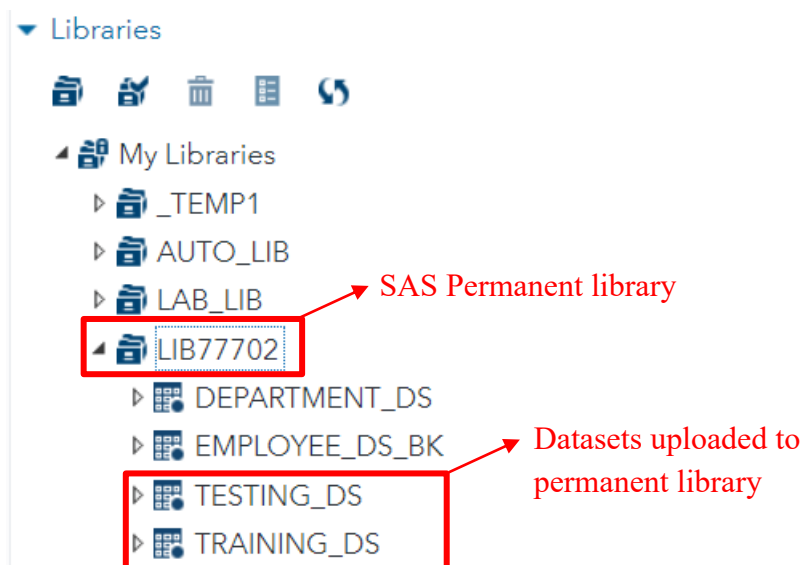 Libraries
My Libraries
_TEMP1
AUTO_LIB
SAS Permanent library
LAB_LIB
LIB77702
DEPARTMENT_DS
EMPLOYEE_DS_BK
Datasets uploaded to
permanent library
TESTING_DS
TRAINING_DS